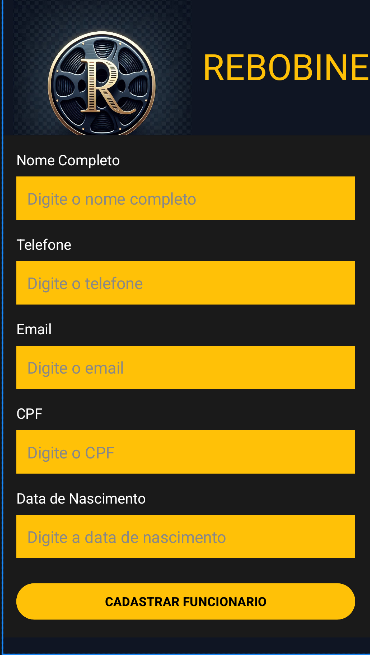 R
REBOBINE
Nome Completo
Digite o nome completo
Telefone
Digite o telefone
Email
Digite o email
CPF
Digite o CPF
Data de Nascimento
Digite a data de nascimento
CADASTRAR FUNCIONARIO